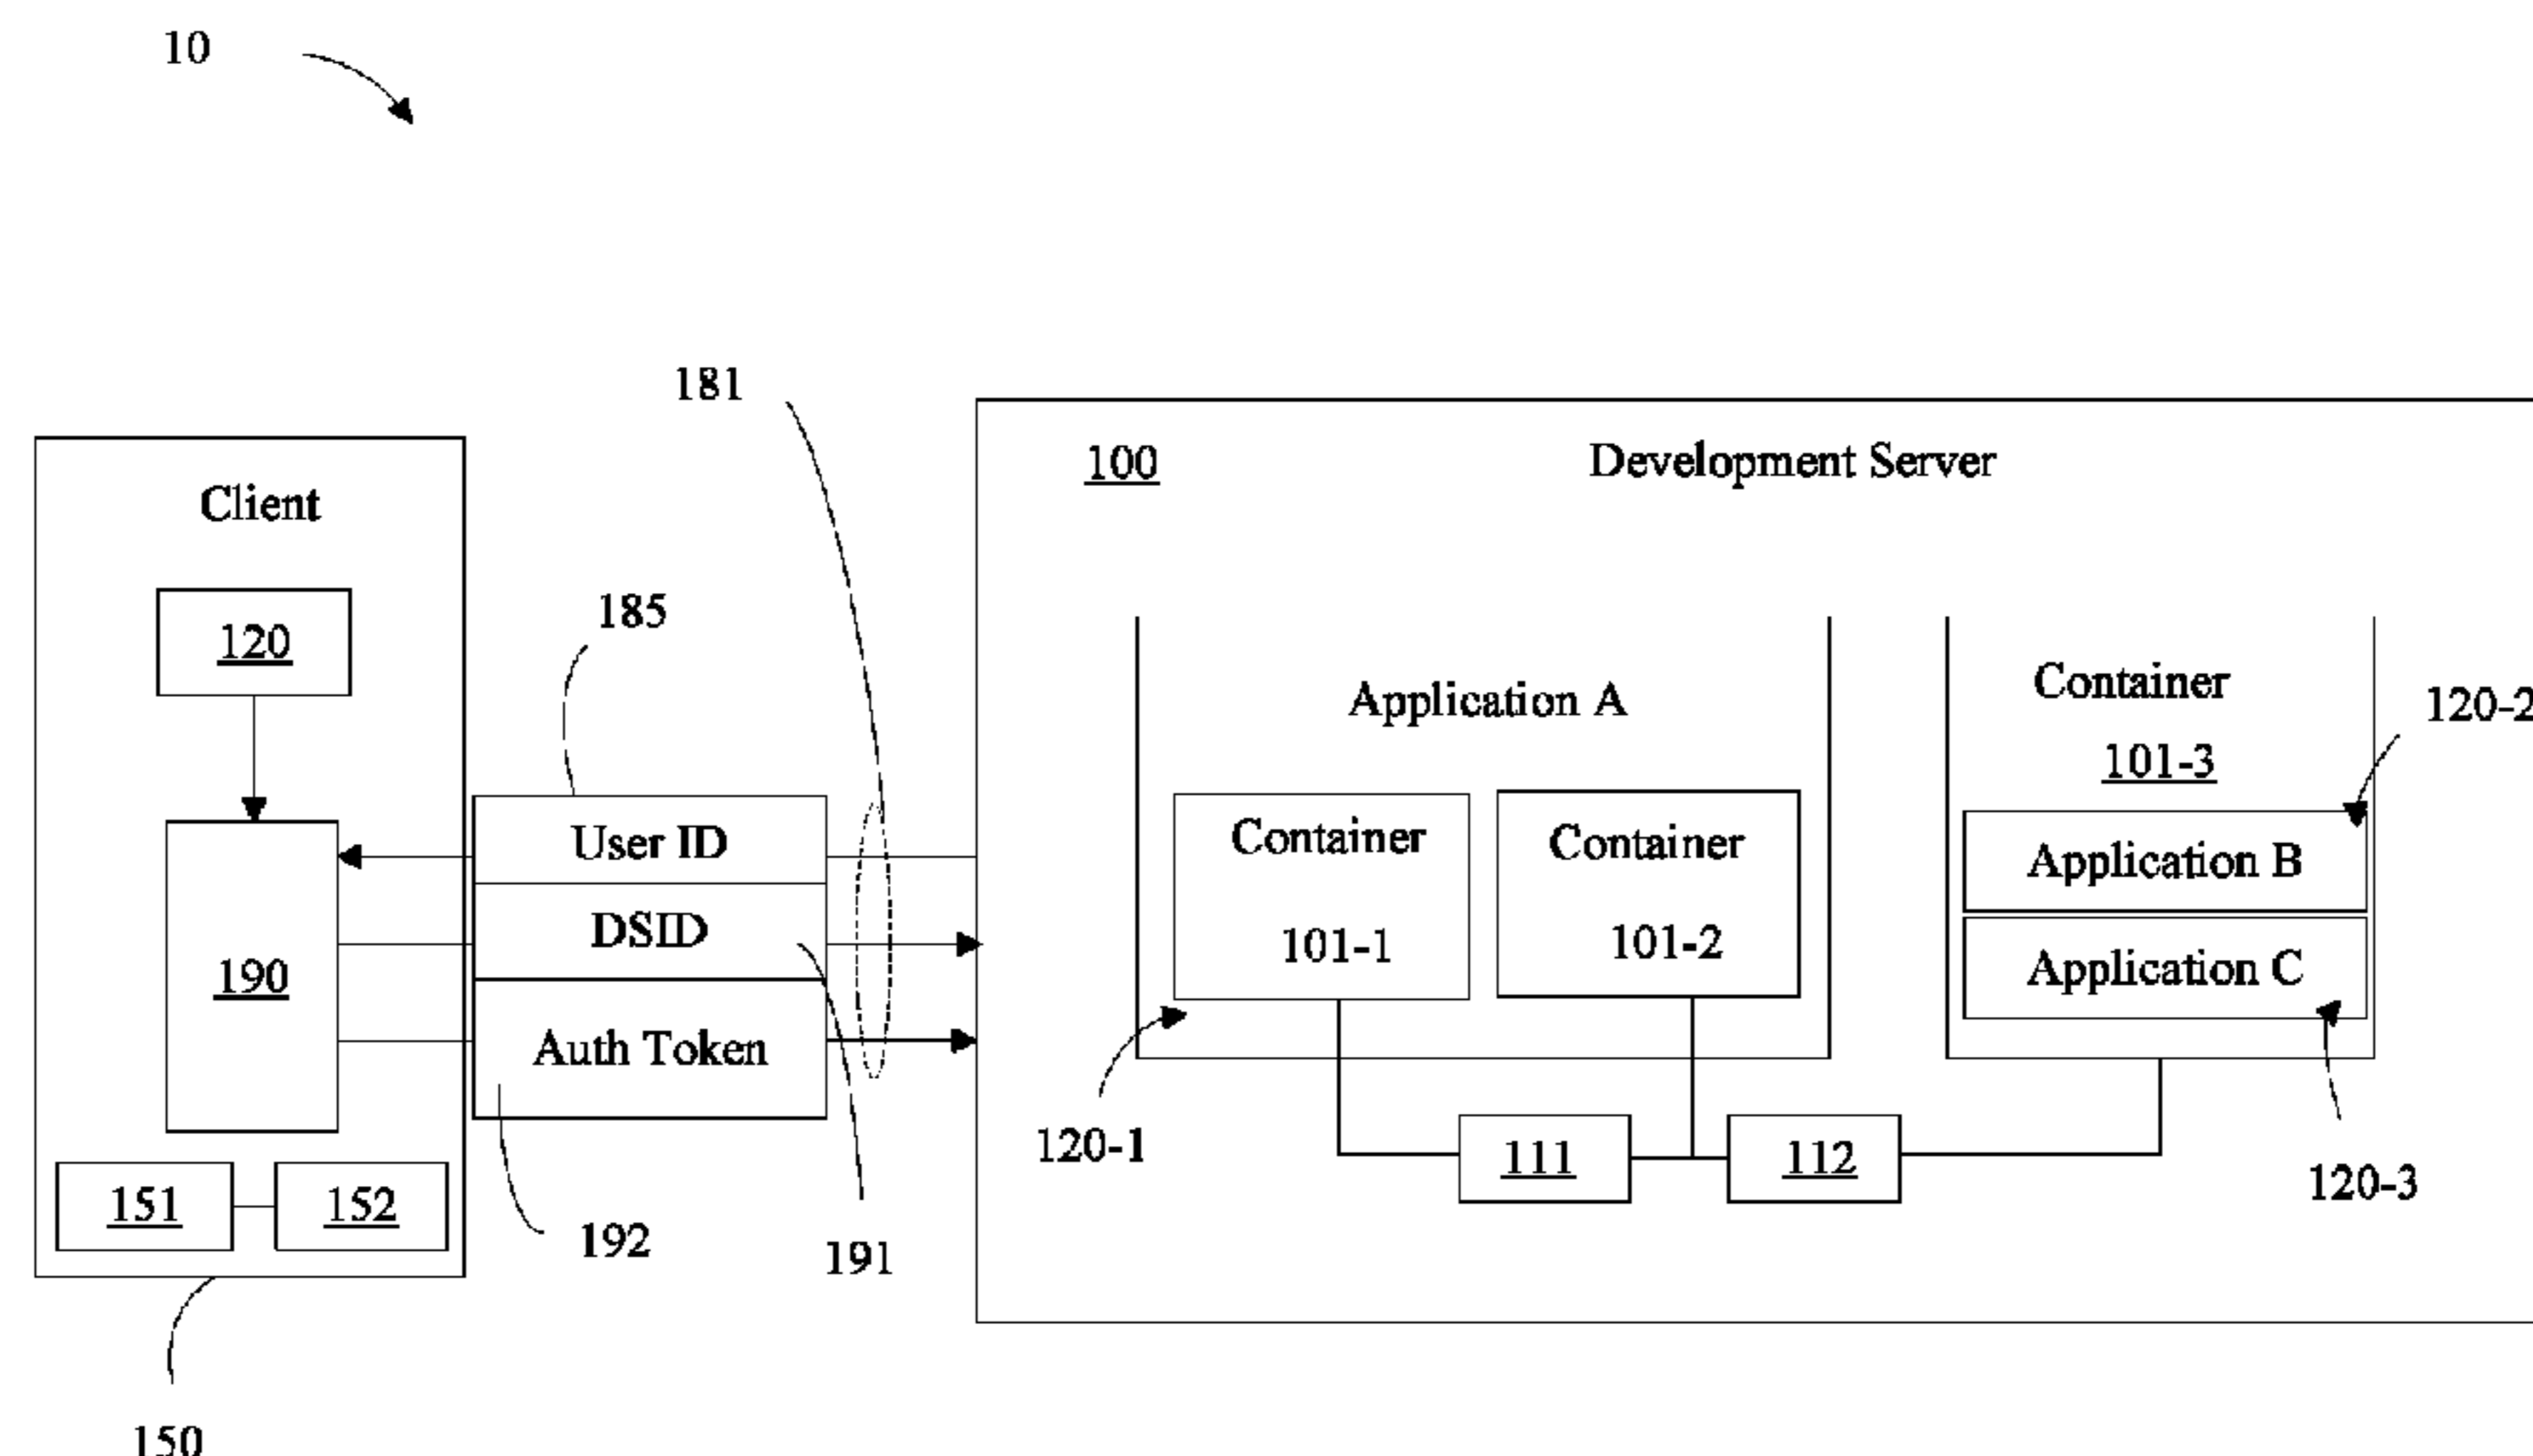 10
181
100
Development Server
Client
120
185
Application A
Container
101-3
120-2
User ID
Container
101-1
Container
101-2
Application B
DSID
190
Application C
Auth Token
120-1
111
112
120-3
151
152
192
191
150